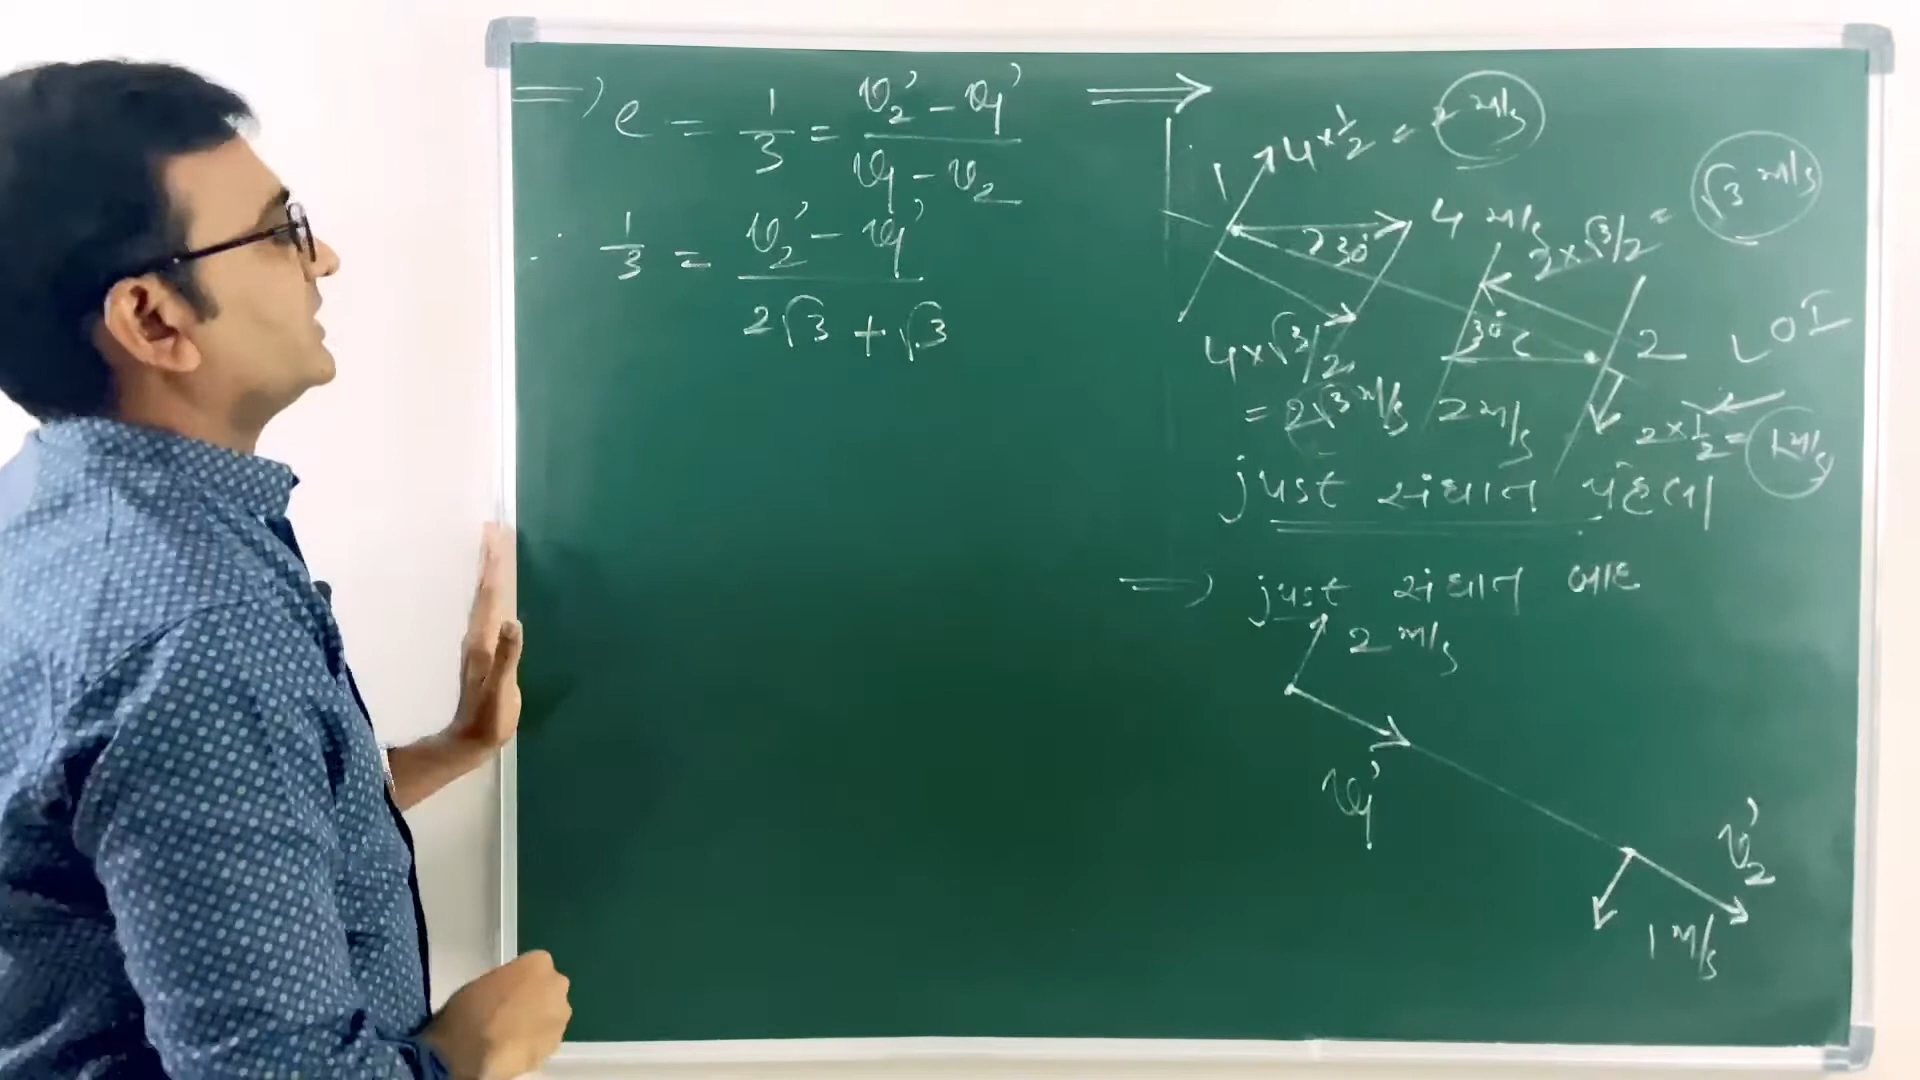 ⇒ e = 1/3 = (v₂' - v₁')/(v₁ - v₂) ⇒
∴ 1/3 = (v₂' - v₁')/(2√3 + √3)
1
4 × 1/2 = 2 m/s
30°
4 m/s
2 × √3/2 = √3 m/s
4 × √3/2
= 2√3 m/s
30°
2 m/s
2
LOI
2 × 1/2 = 1 m/s
just સંઘાત પહેલા
⇒ just સંઘાત બાદ
2 m/s
v₁'
v₂'
1 m/s